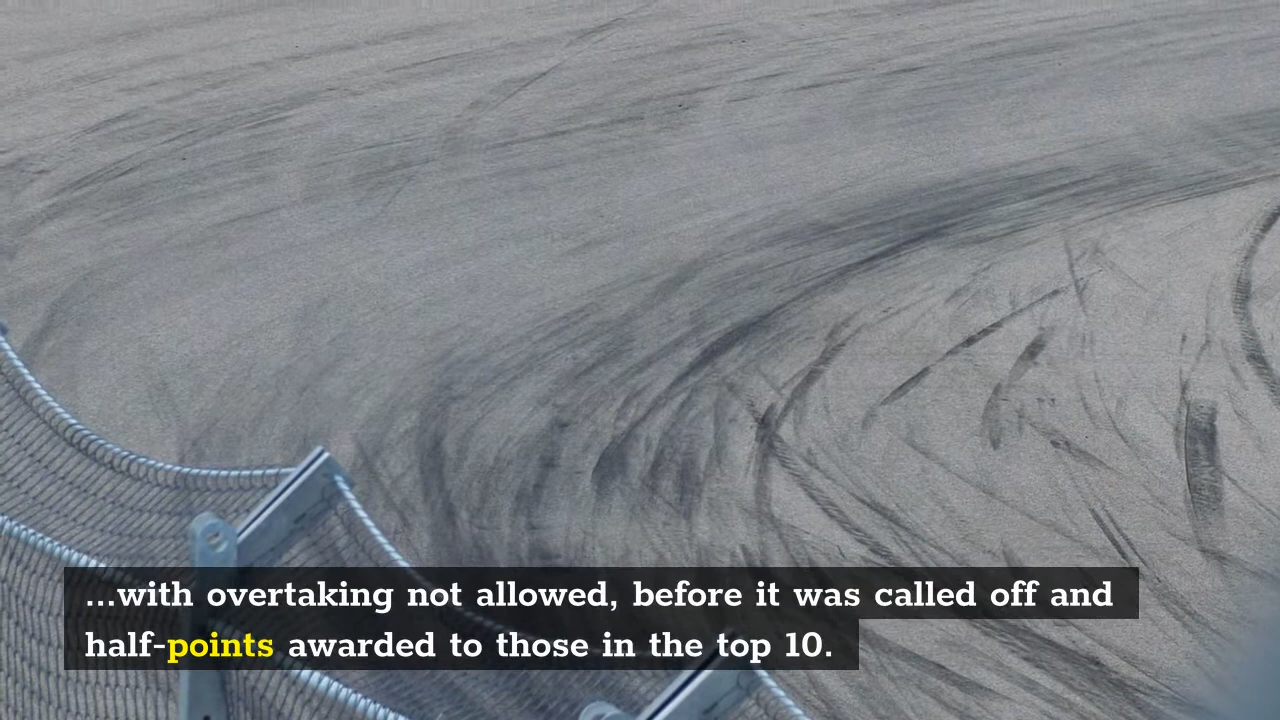 ...with overtaking not allowed, before it was called off and
half-points awarded to those in the top 10.